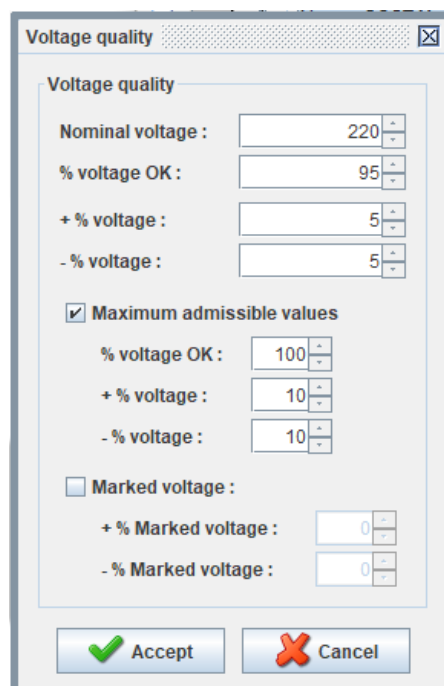 Voltage quality
Voltage quality
Nominal voltage : 220
% voltage OK : 95
+ % voltage : 5
- % voltage : 5
Maximum admissible values
% voltage OK : 100
+ % voltage : 10
- % voltage : 10
Marked voltage :
+ % Marked voltage : 0
- % Marked voltage : 0
Accept Cancel